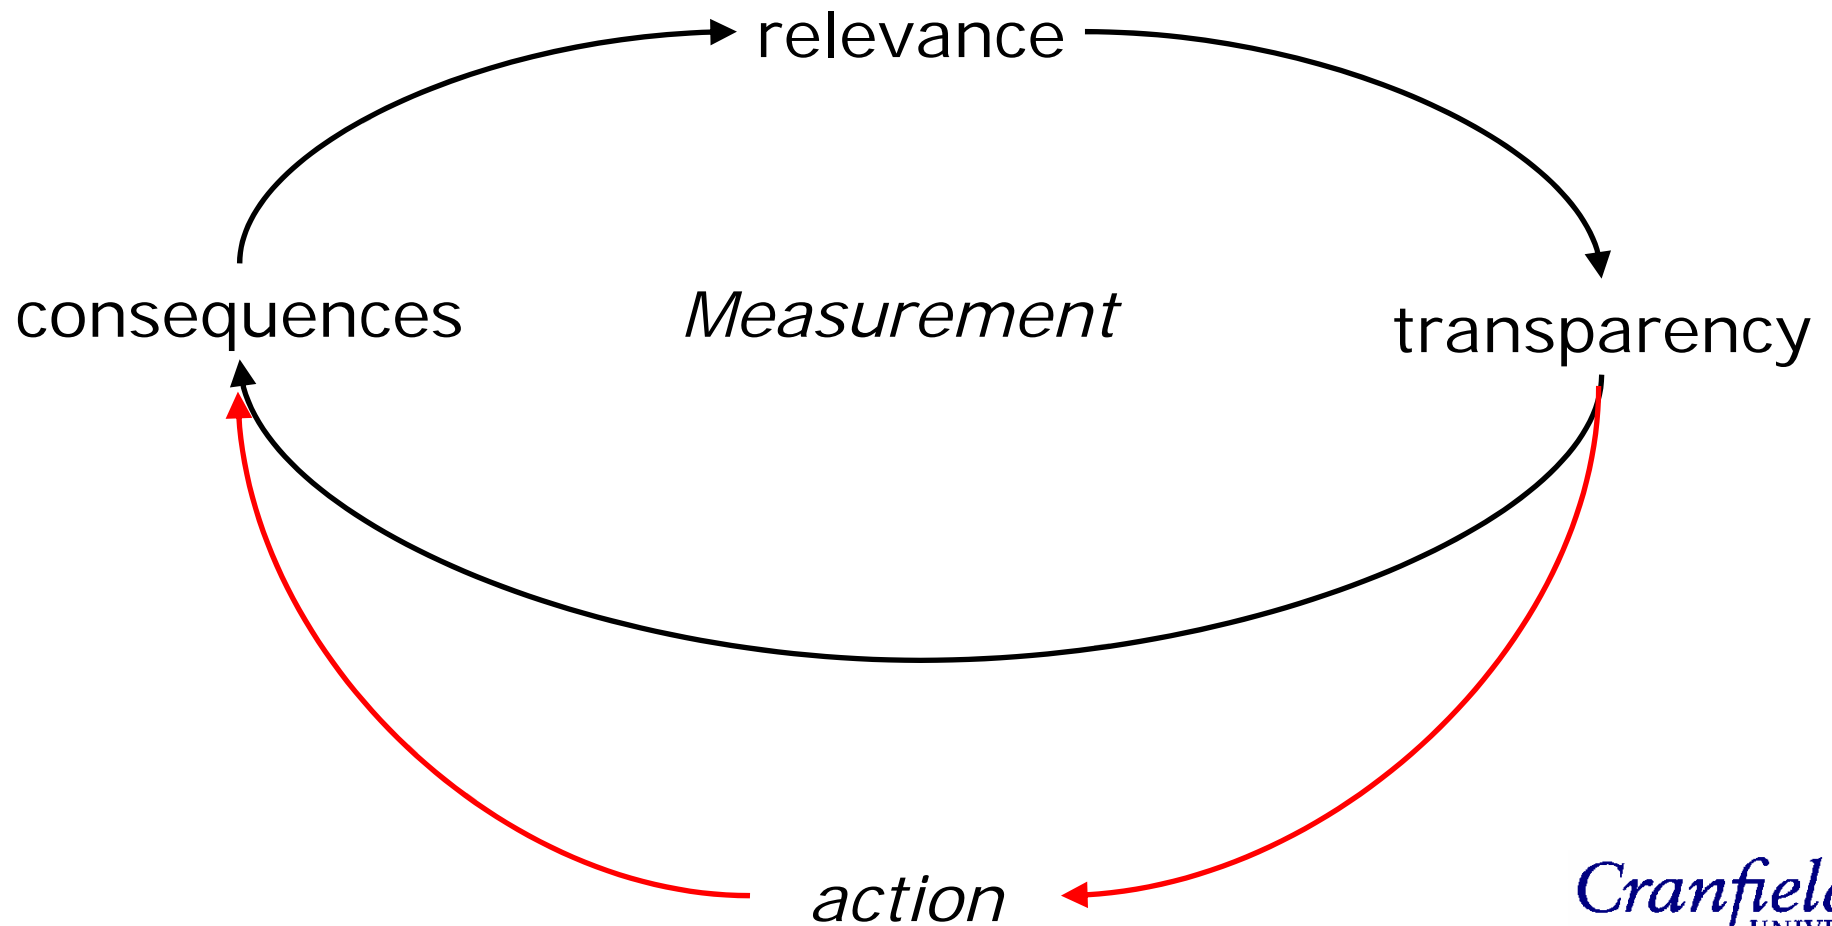 relevance
consequences
Measurement
transparency
action